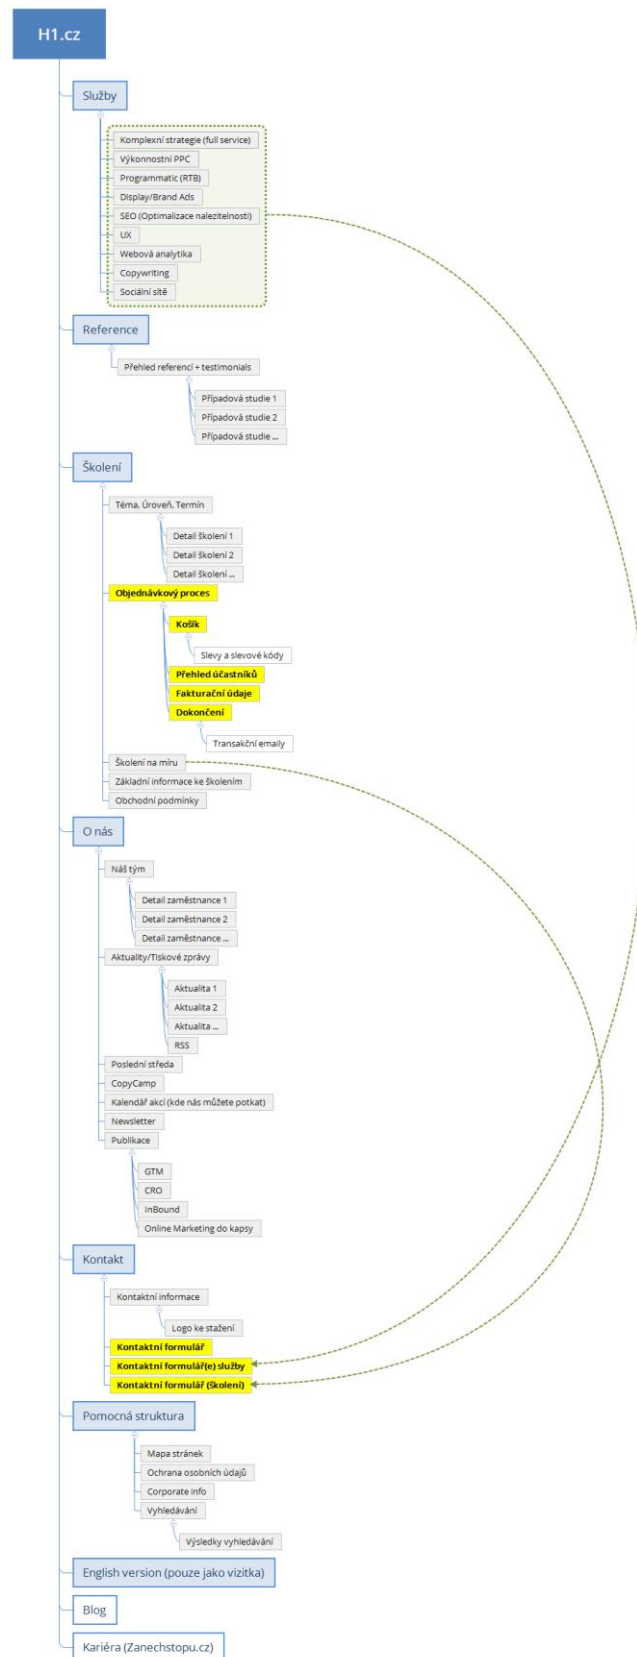 H1.cz
Služby
Komplexní strategie (full service)
Výkonnostní PPC
Programmatic (RTB)
Display/Brand Ads
SEO (Optimalizace nalezitelnosti)
UX
Webová analytika
Copywriting
Sociální sítě
Reference
Přehled referencí + testimonials
Případová studie 1
Případová studie 2
Případová studie ...
Školení
Téma, Úroveň, Termín
Detail školení 1
Detail školení 2
Detail školení ...
Objednávkový proces
Košík
Slevy a slevové kódy
Přehled účastníků
Fakturační údaje
Dokončení
Transakční emaily
Školení na míru
Základní informace ke školením
Obchodní podmínky
O nás
Náš tým
Detail zaměstnance 1
Detail zaměstnance 2
Detail zaměstnance ...
Aktuality/Tiskové zprávy
Aktualita 1
Aktualita 2
Aktualita ...
RSS
Poslední středa
CopyCamp
Kalendář akcí (kde nás můžete potkat)
Newsletter
Publikace
GTM
CRO
InBound
Online Marketing do kapsy
Kontakt
Kontaktní informace
Logo ke stažení
Kontaktní formulář
Kontaktní formulář(e) služby
Kontaktní formulář (školení)
Pomocná struktura
Mapa stránek
Ochrana osobních údajů
Corporate info
Vyhledávání
Výsledky vyhledávání
English version (pouze jako vizitka)
Blog
Kariéra (Zanechstopu.cz)